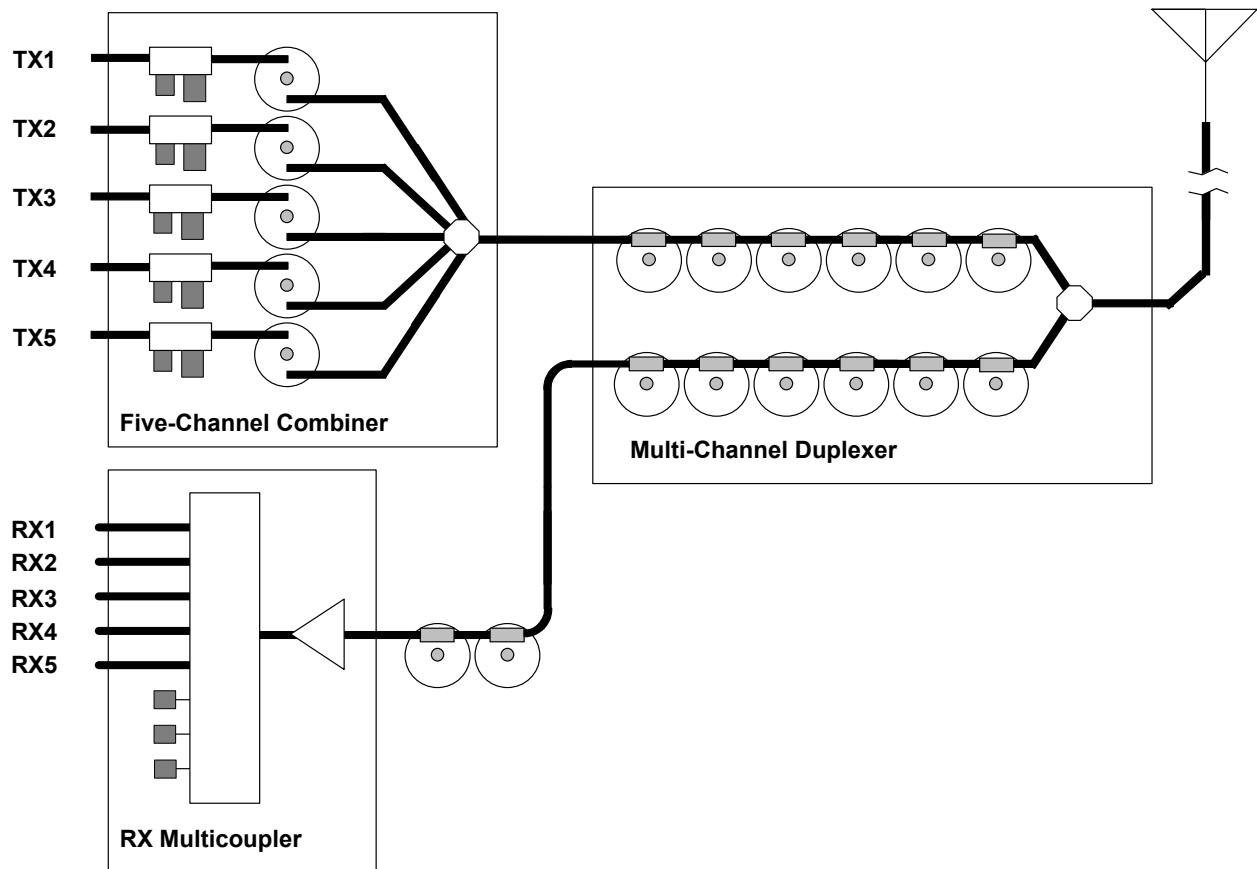 TX1
TX2
TX3
TX4
TX5
Five-Channel Combiner
Multi-Channel Duplexer
RX1
RX2
RX3
RX4
RX5
RX Multicoupler